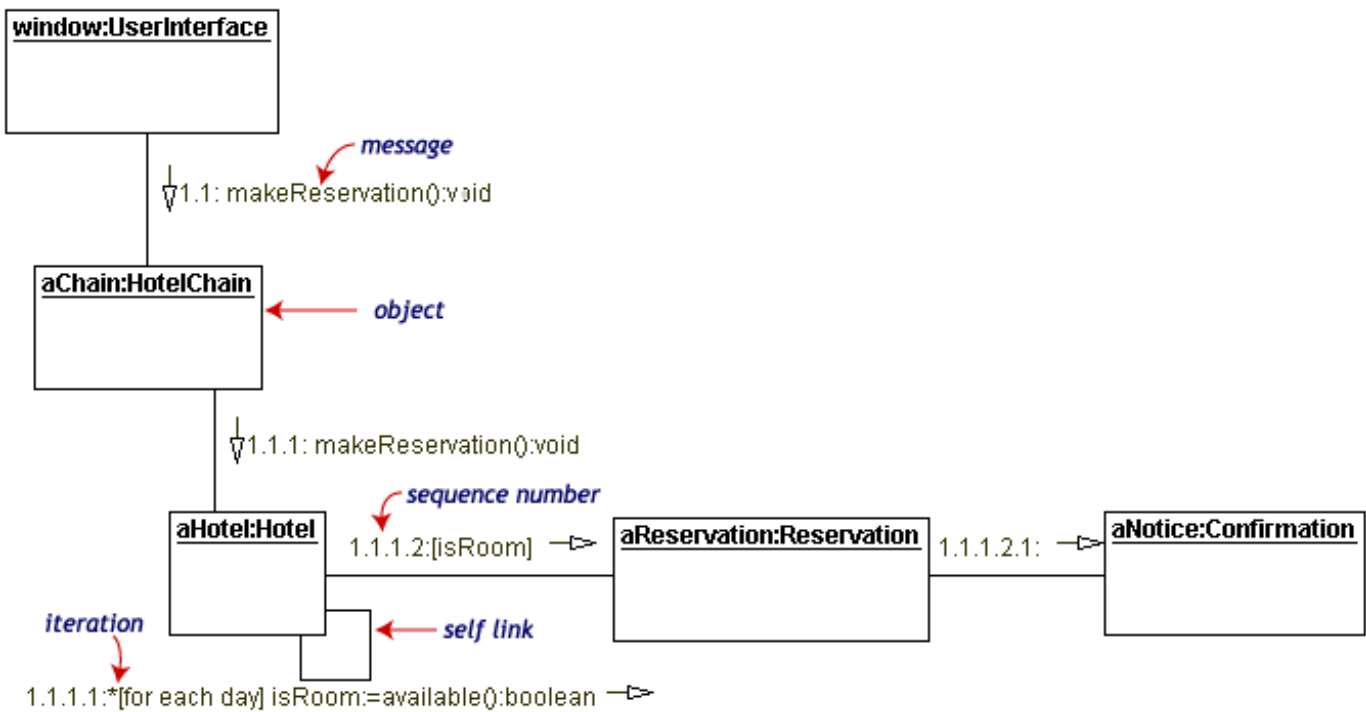 window:UserInterface
message
1.1: makeReservation():void
aChain:HotelChain
object
1.1.1: makeReservation():void
sequence number
aHotel:Hotel
1.1.1.2:[isRoom]
aReservation:Reservation
1.1.1.2.1:
aNotice:Confirmation
iteration
self link
1.1.1.1:*[for each day] isRoom:=available():boolean